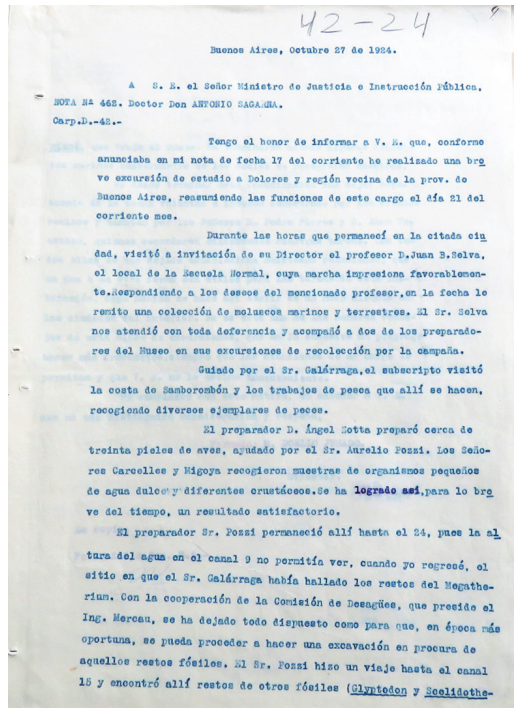 42-24
Buenos Aires, Octubre 27 de 1924.
A S. E. el Señor Ministro de Justicia e Instrucción Pública,
NOTA Nº 462. Doctor Don ANTONIO SAGARNA.
Carp.D.-42.-
Tengo el honor de informar a V. E. que, conforme
anunciaba en mi nota de fecha 17 del corriente he realizado una bre
ve excursión de estudio a Dolores y región vecina de la prov. de
Buenos Aires, reasumiendo las funciones de este cargo el día 21 del
corriente mes.
Durante las horas que permanecí en la citada ciu
dad, visité a invitación de su Director el profesor D.Juan B.Selva,
el local de la Escuela Normal, cuya marcha impresiona favorablemen-
te.Respondiendo a los deseos del mencionado profesor,en la fecha le
remito una colección de moluscos marinos y terrestres. El Sr. Selva
nos atendió con toda deferencia y acompañó a dos de los preparado-
res del Museo en sus excursiones de recolección por la campaña.
Guiado por el Sr. Galárraga,el subscripto visitó
la costa de Samborombón y los trabajos de pesca que allí se hacen,
recogiendo diversos ejemplares de peces.
El preparador D. Ángel Zotta preparó cerca de
treinta pieles de aves, ayudado por el Sr. Aurelio Pozzi. Los Seño-
res Carcelles y Migoya recogieron muestras de organismos pequeños
de agua dulce y diferentes crustáceos.Se ha logrado así,para lo bre
ve del tiempo, un resultado satisfactorio.
El preparador Sr. Pozzi permaneció allí hasta el 24, pues la al
tura del agua en el canal 9 no permitía ver, cuando yo regresé, el
sitio en que el Sr. Galárraga había hallado los restos del Megathe-
rium. Con la cooperación de la Comisión de Desagües, que preside el
Ing. Mercau, se ha dejado todo dispuesto como para que, en época más
oportuna, se pueda proceder a hacer una excavación en procura de
aquellos restos fósiles. El Sr. Pozzi hizo un viaje hasta el canal
15 y encontró allí restos de otros fósiles (Glyptodon y Scelidothe-